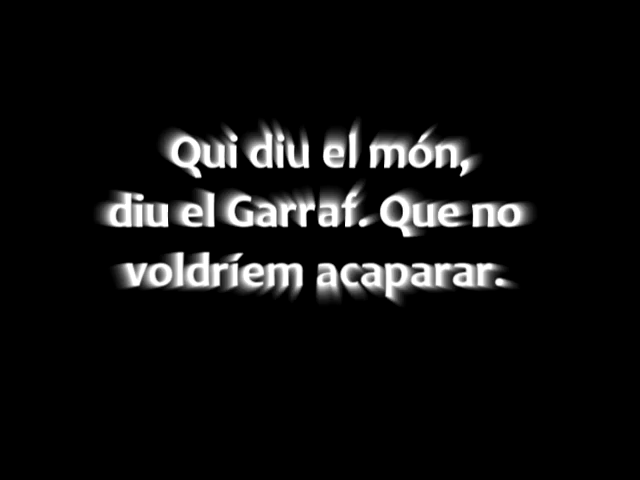 Qui diu el món,
diu el Garraf. Que no
voldríem acaparar.